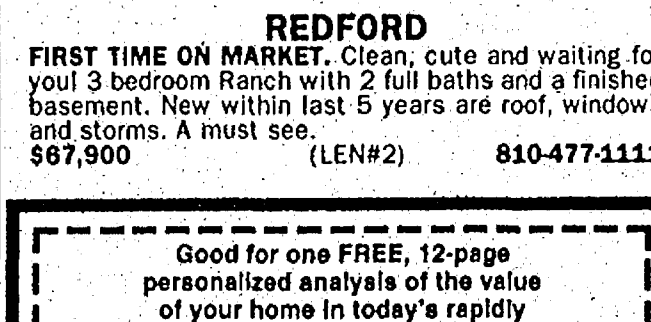 REDFORD
FIRST TIME ON MARKET. Clean, cute and waiting fo
you! 3 bedroom Ranch with 2 full baths and a finishe
basement. New within last 5 years are roof, window
and storms. A must see.
$67,900 (LEN#2) 810-477-1111
Good for one FREE, 12-page
personalized analysis of the value
of your home in today's rapidly